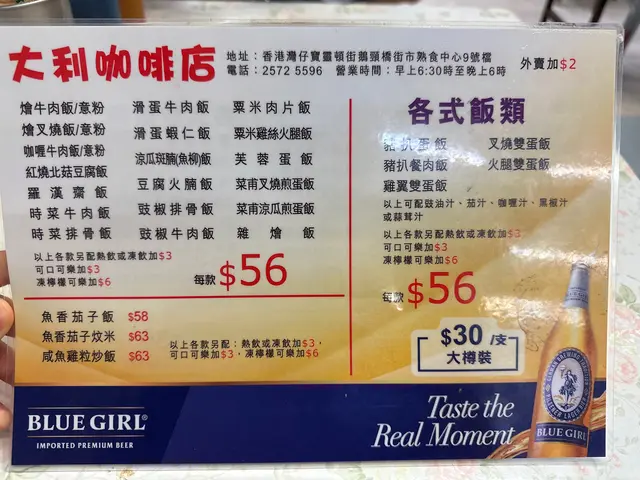 大利咖啡店
地址：香港灣仔寶靈頓街鵝頸橋街市熟食中心9號檔
電話：2572 5596 營業時間：早上6:30時至晚上6時
外賣加$2
燴牛肉飯/意粉 滑蛋牛肉飯 粟米肉片飯
燴叉燒飯/意粉 滑蛋蝦仁飯 粟米雞絲火腿飯
咖喱牛肉飯/意粉 涼瓜斑腩(魚柳)飯 芙蓉蛋飯
紅燒北菇豆腐飯 豆腐火腩飯 菜甫叉燒煎蛋飯
羅漢齋飯 豉椒排骨飯 菜甫涼瓜煎蛋飯
時菜牛肉飯 豉椒牛肉飯 雜燴飯
時菜排骨飯
以上各款另配熱飲或凍飲加$3
可口可樂加$3
凍檸檬可樂加$6
每款$56
各式飯類
豬扒蛋飯 叉燒雙蛋飯
豬扒餐肉飯 火腿雙蛋飯
雞翼雙蛋飯
以上可配豉油汁、茄汁、咖喱汁、黑椒汁
或蒜茸汁
以上各款另配熱飲或凍飲加$3
可口可樂加$3
凍檸檬可樂加$6
每款$56
魚香茄子飯 $58
魚香茄子炆米 $63
咸魚雞粒炒飯 $63
以上各款另配：熱飲或凍飲加$3，
可口可樂加$3，凍檸檬可樂加$6
$30/支
大樽裝
BLUE GIRL®
IMPORTED PREMIUM BEER
Taste the
Real Moment
BLUE GIRL